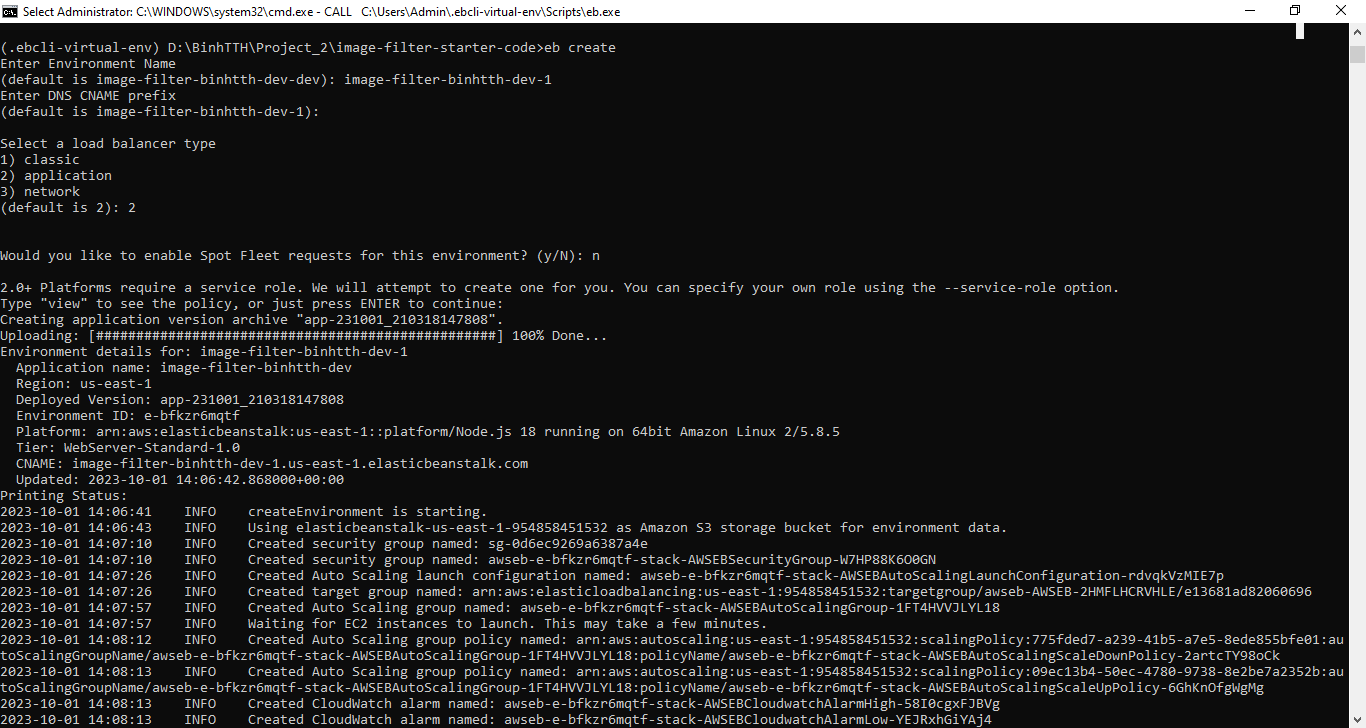 Select Administrator: C:\WINDOWS\system32\cmd.exe - CALL C:\Users\Admin\.ebcli-virtual-env\Scripts\eb.exe
(.ebcli-virtual-env) D:\BinhTTH\Project_2\image-filter-starter-code>eb create
Enter Environment Name
(default is image-filter-binhtth-dev-dev): image-filter-binhtth-dev-1
Enter DNS CNAME prefix
(default is image-filter-binhtth-dev-1):
Select a load balancer type
1) classic
2) application
3) network
(default is 2): 2
Would you like to enable Spot Fleet requests for this environment? (y/N): n
2.0+ Platforms require a service role. We will attempt to create one for you. You can specify your own role using the --service-role option.
Type "view" to see the policy, or just press ENTER to continue:
Creating application version archive "app-231001_210318147808".
Uploading: [##################################################] 100% Done...
Environment details for: image-filter-binhtth-dev-1
  Application name: image-filter-binhtth-dev
  Region: us-east-1
  Deployed Version: app-231001_210318147808
  Environment ID: e-bfkzr6mqtf
  Platform: arn:aws:elasticbeanstalk:us-east-1::platform/Node.js 18 running on 64bit Amazon Linux 2/5.8.5
  Tier: WebServer-Standard-1.0
  CNAME: image-filter-binhtth-dev-1.us-east-1.elasticbeanstalk.com
  Updated: 2023-10-01 14:06:42.868000+00:00
Printing Status:
2023-10-01 14:06:41    INFO    createEnvironment is starting.
2023-10-01 14:06:43    INFO    Using elasticbeanstalk-us-east-1-954858451532 as Amazon S3 storage bucket for environment data.
2023-10-01 14:07:10    INFO    Created security group named: sg-0d6ec9269a6387a4e
2023-10-01 14:07:10    INFO    Created security group named: awseb-e-bfkzr6mqtf-stack-AWSEBSecurityGroup-W7HP88K6O0GN
2023-10-01 14:07:26    INFO    Created Auto Scaling launch configuration named: awseb-e-bfkzr6mqtf-stack-AWSEBAutoScalingLaunchConfiguration-rdvqkVzMIE7p
2023-10-01 14:07:26    INFO    Created target group named: arn:aws:elasticloadbalancing:us-east-1:954858451532:targetgroup/awseb-AWSEB-2HMFLHCRVHLE/e13681ad82060696
2023-10-01 14:07:57    INFO    Created Auto Scaling group named: awseb-e-bfkzr6mqtf-stack-AWSEBAutoScalingGroup-1FT4HVVJLYL18
2023-10-01 14:07:57    INFO    Waiting for EC2 instances to launch. This may take a few minutes.
2023-10-01 14:08:12    INFO    Created Auto Scaling group policy named: arn:aws:autoscaling:us-east-1:954858451532:scalingPolicy:775fded7-a239-41b5-a7e5-8ede855bfe01:au
toScalingGroupName/awseb-e-bfkzr6mqtf-stack-AWSEBAutoScalingGroup-1FT4HVVJLYL18:policyName/awseb-e-bfkzr6mqtf-stack-AWSEBAutoScalingScaleDownPolicy-2artcTY98oCk
2023-10-01 14:08:13    INFO    Created Auto Scaling group policy named: arn:aws:autoscaling:us-east-1:954858451532:scalingPolicy:09ec13b4-50ec-4780-9738-8e2be7a2352b:au
toScalingGroupName/awseb-e-bfkzr6mqtf-stack-AWSEBAutoScalingGroup-1FT4HVVJLYL18:policyName/awseb-e-bfkzr6mqtf-stack-AWSEBAutoScalingScaleUpPolicy-6GhKnOfgWgMg
2023-10-01 14:08:13    INFO    Created CloudWatch alarm named: awseb-e-bfkzr6mqtf-stack-AWSEBCloudwatchAlarmHigh-58I0cgxFJBVg
2023-10-01 14:08:13    INFO    Created CloudWatch alarm named: awseb-e-bfkzr6mqtf-stack-AWSEBCloudwatchAlarmLow-YEJRxhGiYAj4